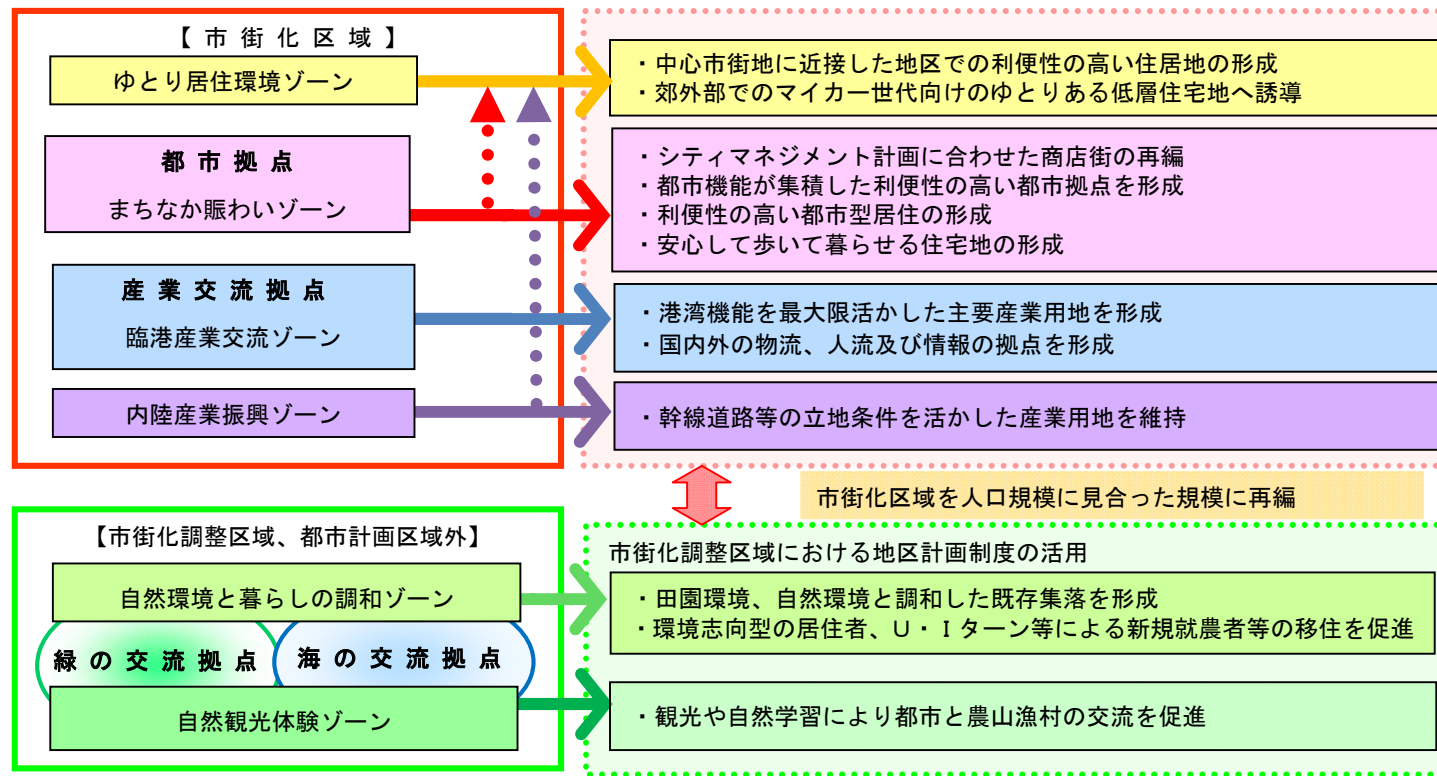 【市街化区域】
ゆとり居住環境ゾーン
・中心市街地に近接した地区での利便性の高い住居地の形成
・郊外部でのマイカー世代向けのゆとりある低層住宅地へ誘導
都市拠点
まちなか賑わいゾーン
・シティマネジメント計画に合わせた商店街の再編
・都市機能が集積した利便性の高い都市拠点を形成
・利便性の高い都市型居住の形成
・安心して歩いて暮らせる住宅地の形成
産業交流拠点
臨港産業交流ゾーン
・港湾機能を最大限活かした主要産業用地を形成
・国内外の物流、人流及び情報の拠点を形成
内陸産業振興ゾーン
・幹線道路等の立地条件を活かした産業用地を維持
市街化区域を人口規模に見合った規模に再編
【市街化調整区域、都市計画区域外】
市街化調整区域における地区計画制度の活用
自然環境と暮らしの調和ゾーン
・田園環境、自然環境と調和した既存集落を形成
・環境志向型の居住者、U・Iターン等による新規就農者等の移住を促進
緑の交流拠点
海の交流拠点
自然観光体験ゾーン
・観光や自然学習により都市と農山漁村の交流を促進